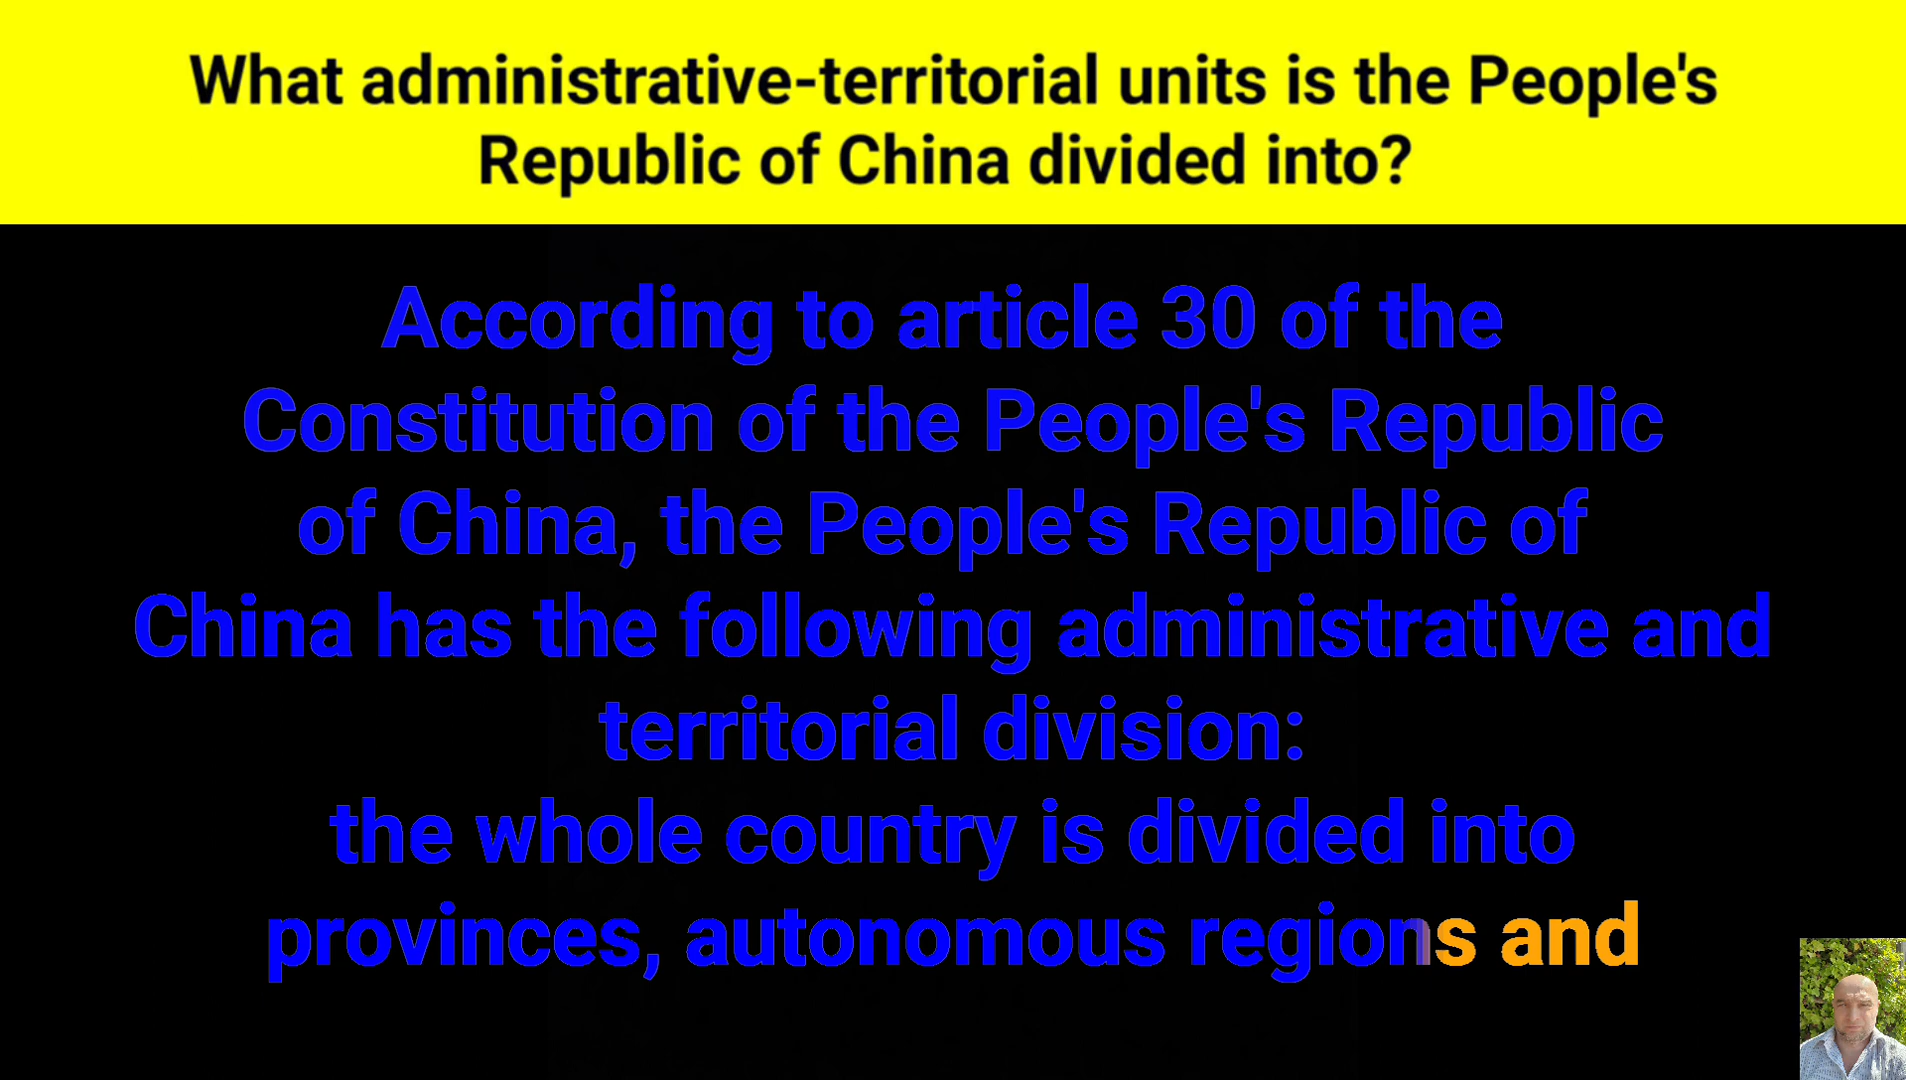 What administrative-territorial units is the People's
Republic of China divided into?
According to article 30 of the
Constitution of the People's Republic
of China, the People's Republic of
China has the following administrative and
territorial division:
the whole country is divided into
provinces, autonomous regions and